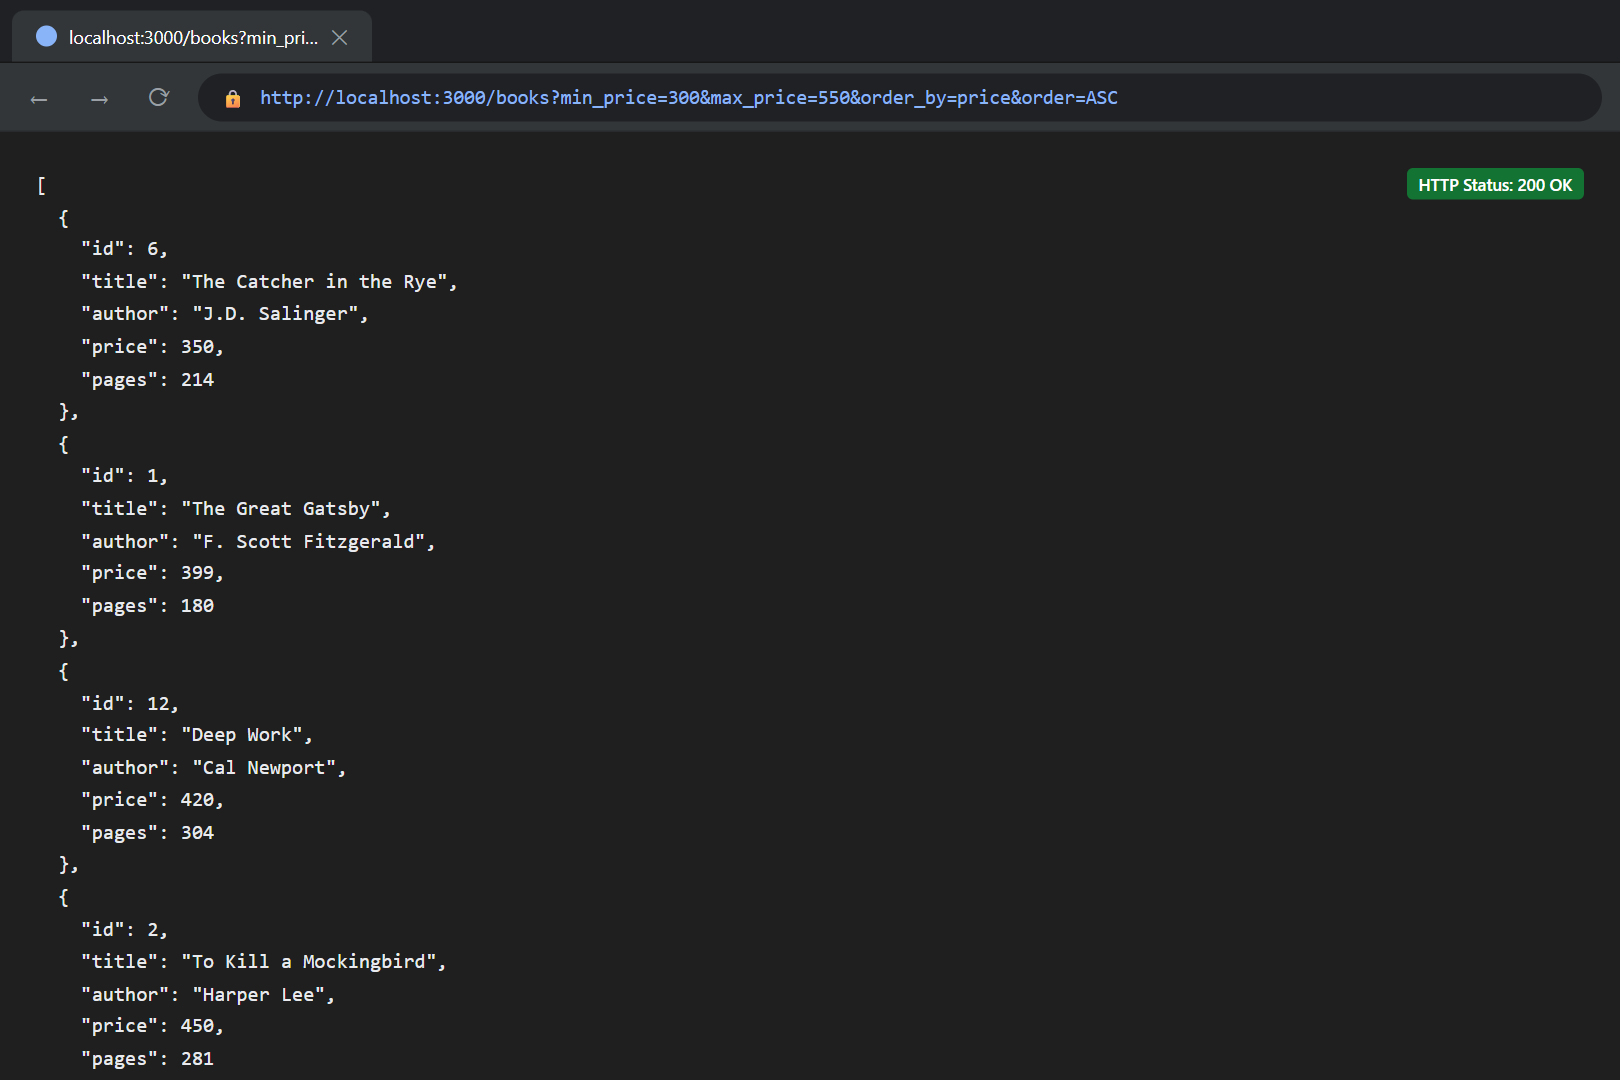 localhost:3000/books?min_pri...
http://localhost:3000/books?min_price=300&max_price=550&order_by=price&order=ASC
HTTP Status: 200 OK
[
  {
    "id": 6,
    "title": "The Catcher in the Rye",
    "author": "J.D. Salinger",
    "price": 350,
    "pages": 214
  },
  {
    "id": 1,
    "title": "The Great Gatsby",
    "author": "F. Scott Fitzgerald",
    "price": 399,
    "pages": 180
  },
  {
    "id": 12,
    "title": "Deep Work",
    "author": "Cal Newport",
    "price": 420,
    "pages": 304
  },
  {
    "id": 2,
    "title": "To Kill a Mockingbird",
    "author": "Harper Lee",
    "price": 450,
    "pages": 281